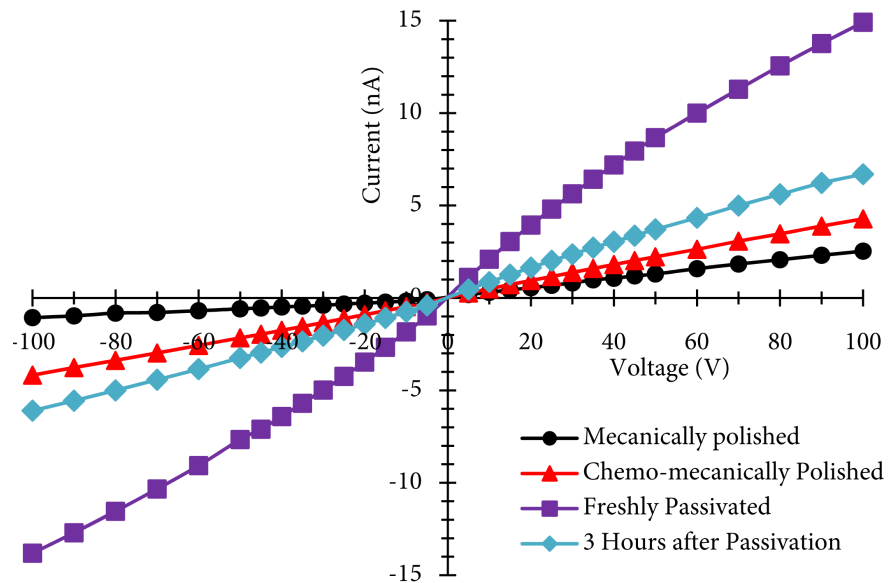 15
10
5
0
-5
-10
-15
Current (nA)
-100 -80 -60 -40 -20 0 20 40 60 80 100
Voltage (V)
Mecanically polished
Chemo-mecanically Polished
Freshly Passivated
3 Hours after Passivation